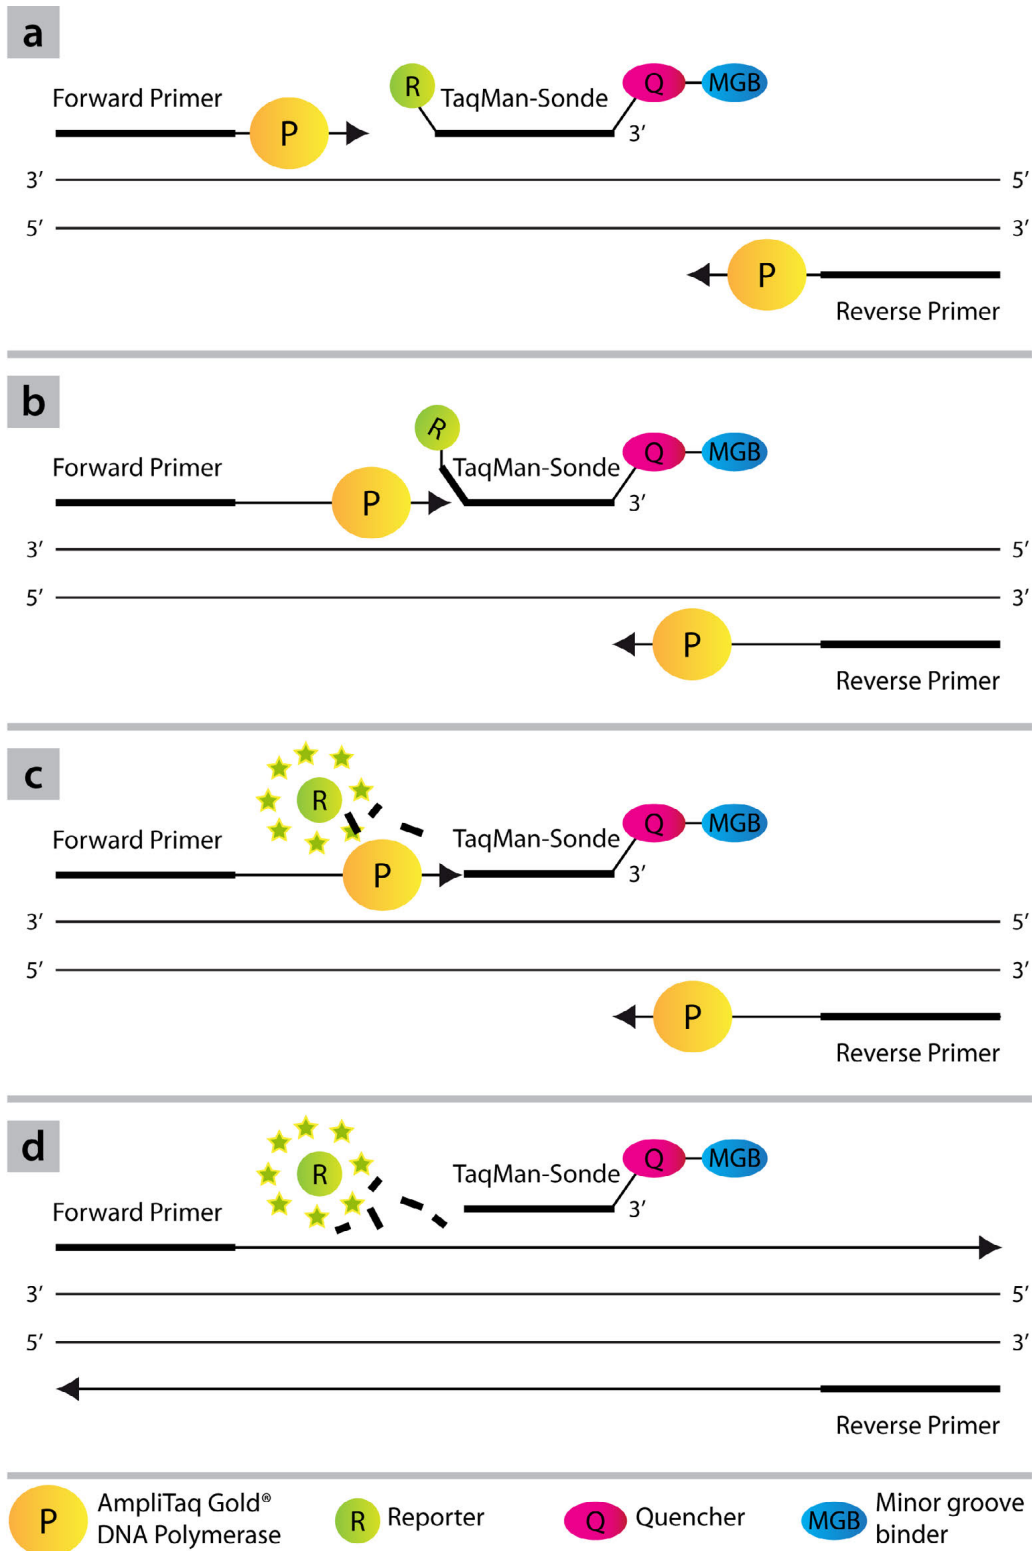 a
R
TaqMan-Sonde
Q
MGB
Forward Primer
P
3′
3′
5′
5′
3′
P
Reverse Primer
b
R
TaqMan-Sonde
Q
MGB
Forward Primer
P
3′
3′
5′
5′
3′
P
Reverse Primer
c
R
TaqMan-Sonde
Q
MGB
Forward Primer
P
3′
3′
5′
5′
3′
P
Reverse Primer
d
R
TaqMan-Sonde
Q
MGB
Forward Primer
3′
3′
5′
5′
3′
Reverse Primer
P
AmpliTaq Gold®
DNA Polymerase
R
Reporter
Q
Quencher
MGB
Minor groove
binder